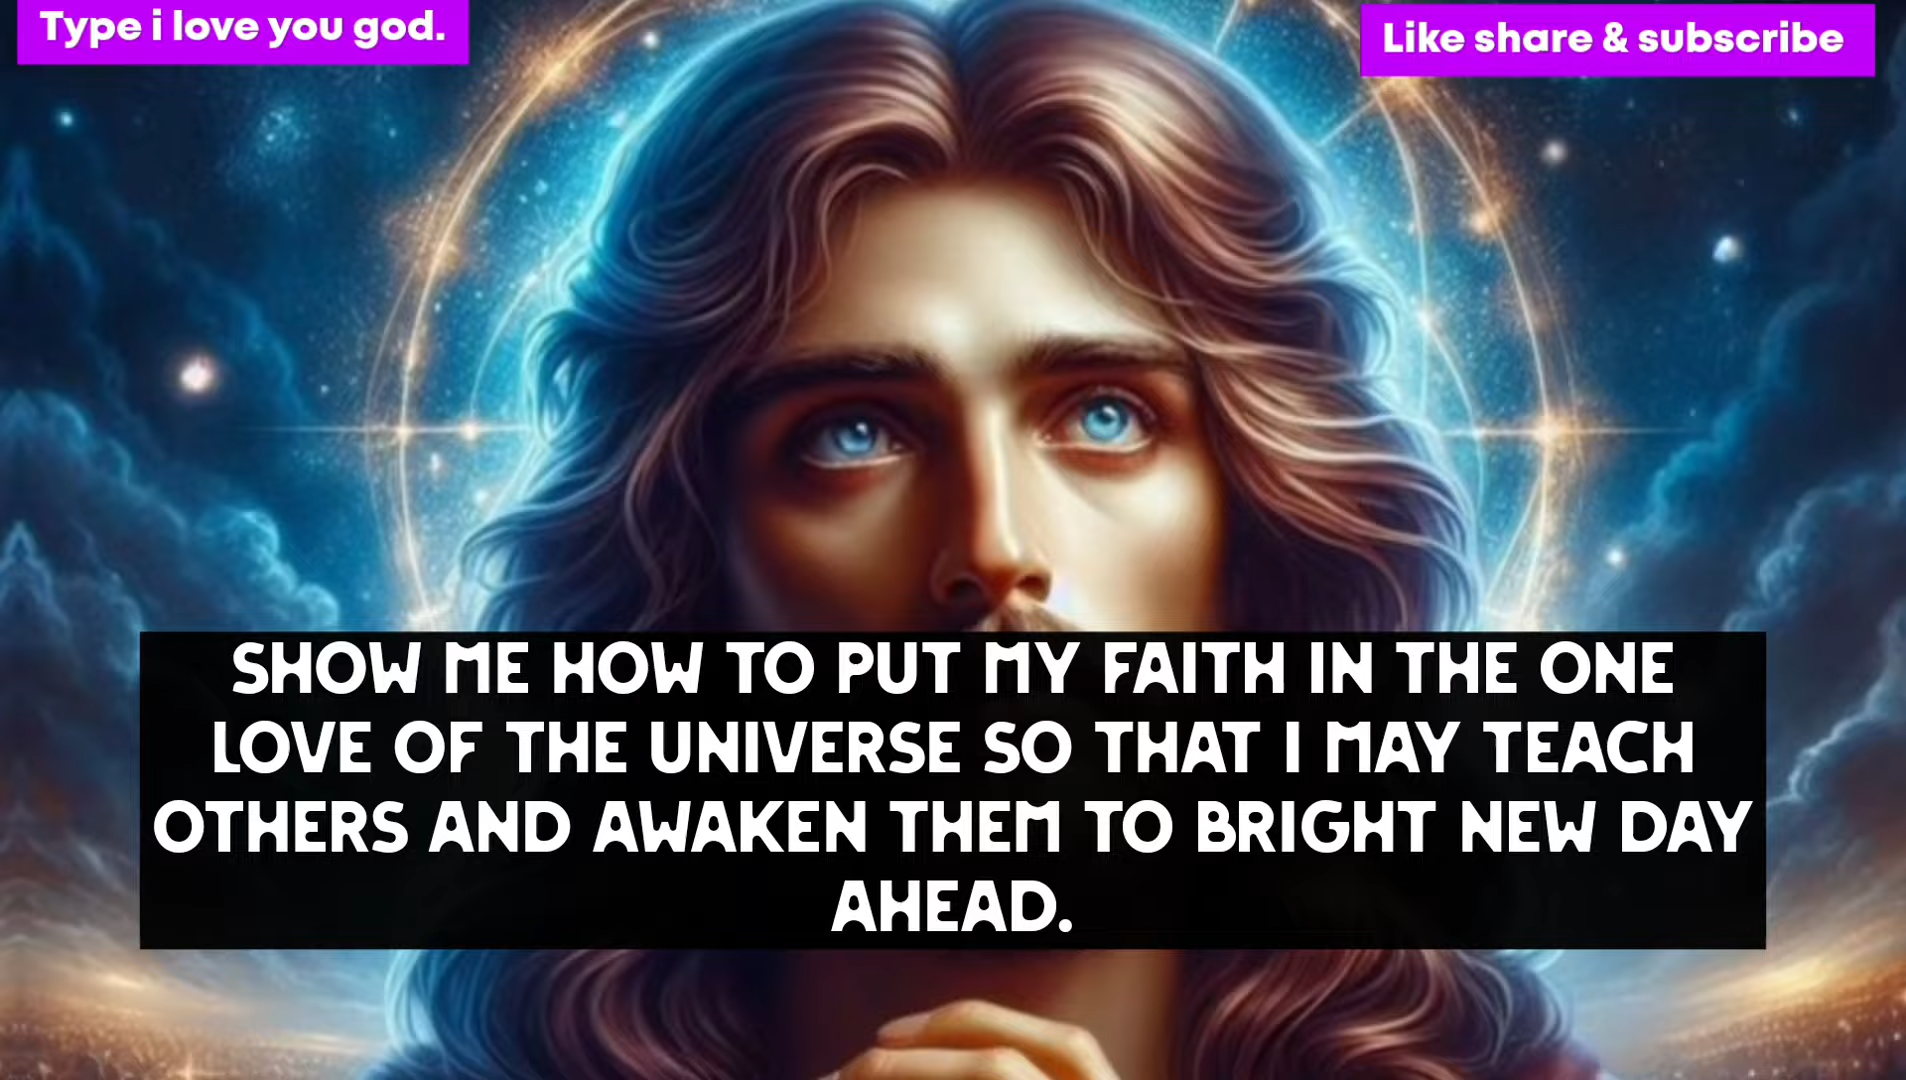 Type i love you god.
Like share & subscribe
SHOW ME HOW TO PUT MY FAITH IN THE ONE
LOVE OF THE UNIVERSE SO THAT I MAY TEACH
OTHERS AND AWAKEN THEM TO BRIGHT NEW DAY
AHEAD.